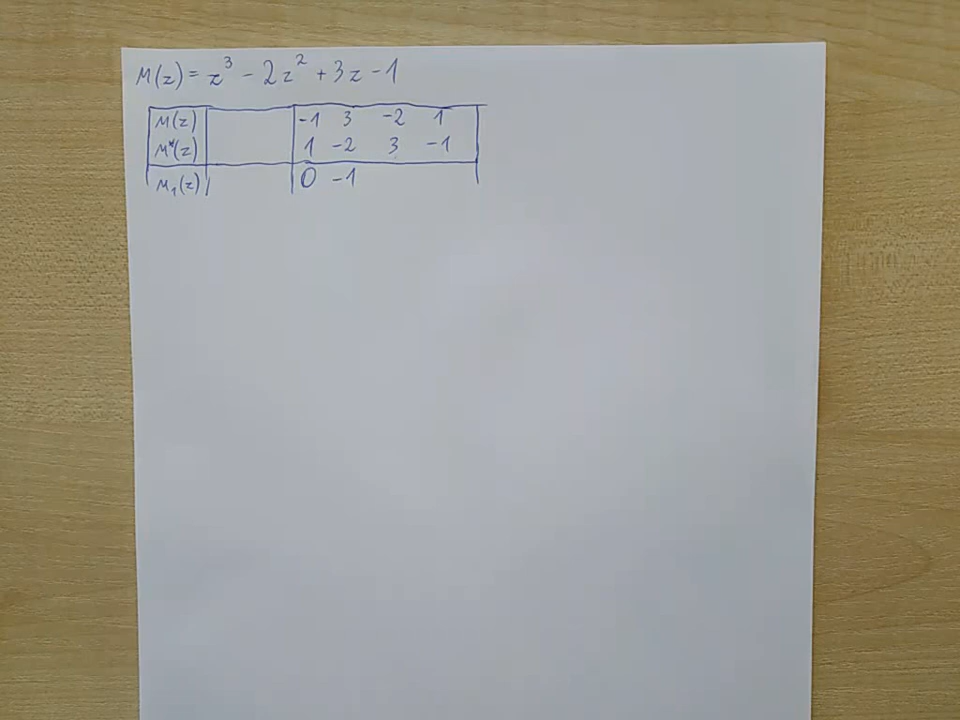 M(z) = z³ - 2z² + 3z - 1
M(z) -1 3 -2 1
M*(z) 1 -2 3 -1
M₁(z) 0 -1